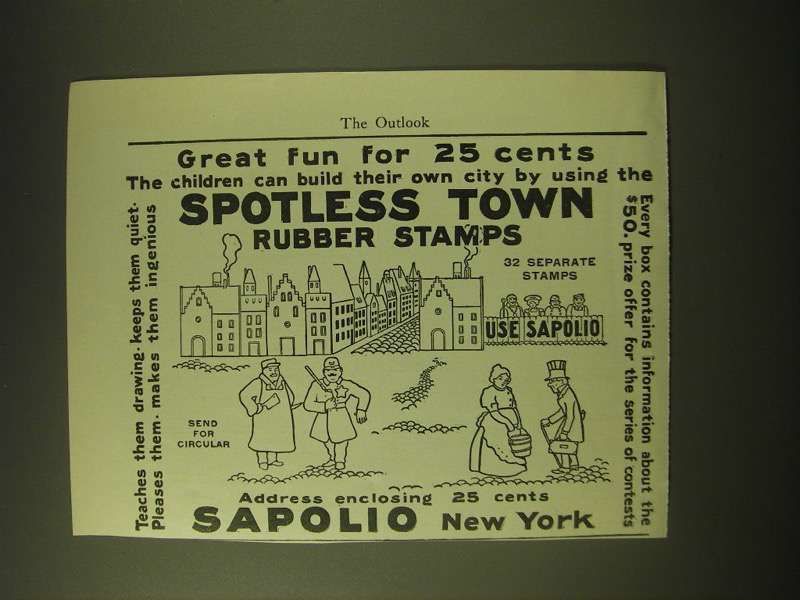 The Outlook
Great fun for 25 cents
The children can build their own city by using the
SPOTLESS TOWN
RUBBER STAMPS
32 SEPARATE
STAMPS
USE SAPOLIO
SEND
FOR
CIRCULAR
Teaches them drawing-keeps them quiet-
Pleases them-makes them ingenious
Every box contains information about the
$50. prize offer for the series of contests
Address enclosing 25 cents
SAPOLIO New York